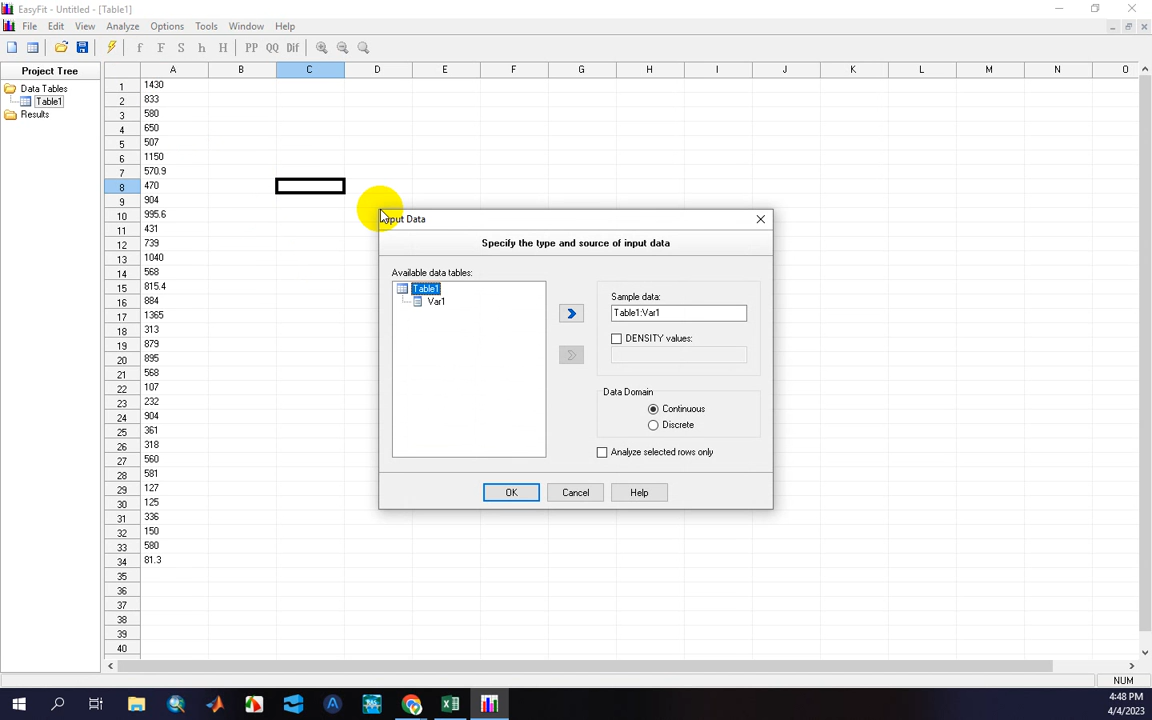 EasyFit - Untitled - [Table1]
File Edit View Analyze Options Tools Window Help
f F S h H PP QQ Dif
Project Tree
Data Tables
Table1
Results
A B C D E F G H I J K L M N O
1 1430
2 833
3 580
4 650
5 507
6 1150
7 570.9
8 470
9 904
10 995.6
11 431
12 739
13 1040
14 568
15 815.4
16 884
17 1365
18 313
19 879
20 895
21 568
22 107
23 232
24 904
25 361
26 318
27 560
28 581
29 127
30 125
31 336
32 150
33 580
34 81.3
35
36
37
38
39
40
Input Data
Specify the type and source of input data
Available data tables:
Table1
Var1
Sample data:
Table1:Var1
DENSITY values:
Data Domain
Continuous
Discrete
Analyze selected rows only
OK Cancel Help
NUM
4:48 PM
4/4/2023